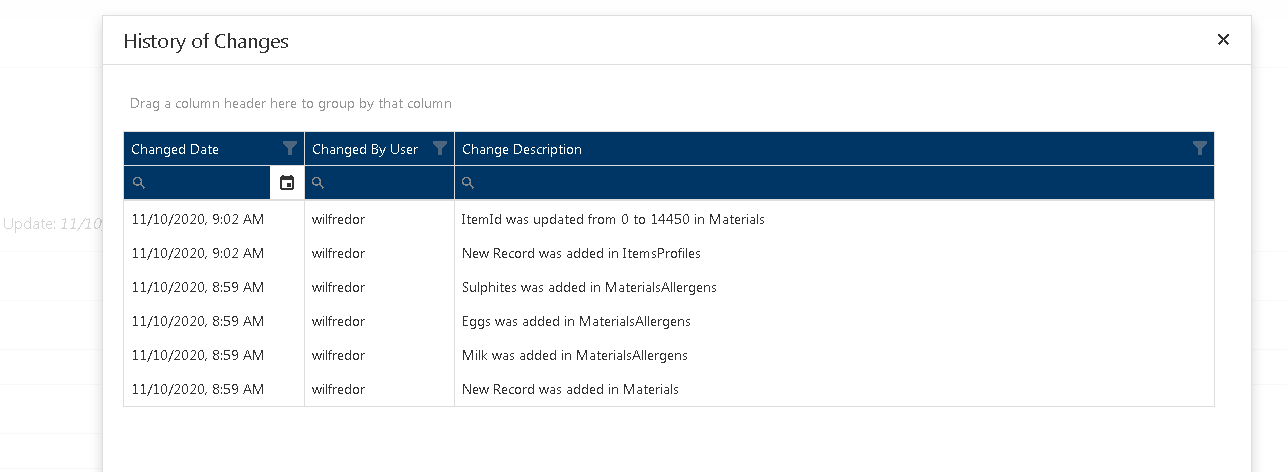 History of Changes
Drag a column header here to group by that column
Changed Date Changed By User Change Description
Update: 11/10 11/10/2020, 9:02 AM wilfredor ItemId was updated from 0 to 14450 in Materials
11/10/2020, 9:02 AM wilfredor New Record was added in ItemsProfiles
11/10/2020, 8:59 AM wilfredor Sulphites was added in MaterialsAllergens
11/10/2020, 8:59 AM wilfredor Eggs was added in MaterialsAllergens
11/10/2020, 8:59 AM wilfredor Milk was added in MaterialsAllergens
11/10/2020, 8:59 AM wilfredor New Record was added in Materials